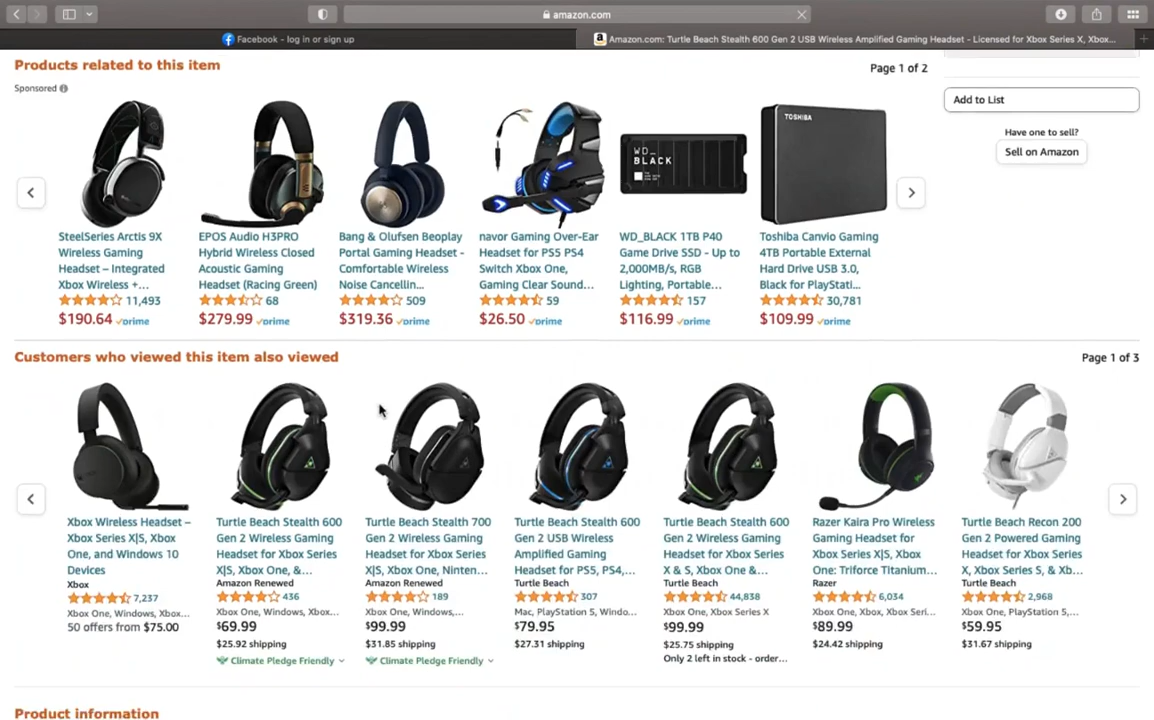 amazon.com
Facebook - log in or sign up
Amazon.com: Turtle Beach Stealth 600 Gen 2 USB Wireless Amplified Gaming Headset - Licensed for Xbox Series X, Xbox...
Products related to this item
Page 1 of 2
Sponsored
Add to List
Have one to sell?
Sell on Amazon
TOSHIBA
WD_
BLACK
SteelSeries Arctis 9X
Wireless Gaming
Headset – Integrated
Xbox Wireless +...
11,493
$190.64 prime
EPOS Audio H3PRO
Hybrid Wireless Closed
Acoustic Gaming
Headset (Racing Green)
68
$279.99 prime
Bang & Olufsen Beoplay
Portal Gaming Headset -
Comfortable Wireless
Noise Cancellin...
509
$319.36 prime
navor Gaming Over-Ear
Headset for PS5 PS4
Switch Xbox One,
Gaming Clear Sound...
59
$26.50 prime
WD_BLACK 1TB P40
Game Drive SSD - Up to
2,000MB/s, RGB
Lighting, Portable...
157
$116.99 prime
Toshiba Canvio Gaming
4TB Portable External
Hard Drive USB 3.0,
Black for PlayStati...
30,781
$109.99 prime
Customers who viewed this item also viewed
Page 1 of 3
Xbox Wireless Headset –
Xbox Series X|S, Xbox
One, and Windows 10
Devices
Xbox
7,237
Xbox One, Windows, Xbox...
50 offers from $75.00
Turtle Beach Stealth 600
Gen 2 Wireless Gaming
Headset for Xbox Series
X|S, Xbox One, &...
Amazon Renewed
436
Xbox One, Windows, Xbox...
$69.99
$25.92 shipping
Climate Pledge Friendly
Turtle Beach Stealth 700
Gen 2 Wireless Gaming
Headset for Xbox Series
X|S, Xbox One, Ninten...
Amazon Renewed
189
Xbox One, Windows,...
$99.99
$31.85 shipping
Climate Pledge Friendly
Turtle Beach Stealth 600
Gen 2 USB Wireless
Amplified Gaming
Headset for PS5, PS4,...
Turtle Beach
307
Mac, PlayStation 5, Windo...
$79.95
$27.31 shipping
Turtle Beach Stealth 600
Gen 2 Wireless Gaming
Headset for Xbox Series
X & S, Xbox One &...
Turtle Beach
44,838
Xbox One, Xbox Series X
$99.99
$25.75 shipping
Only 2 left in stock - order...
Razer Kaira Pro Wireless
Gaming Headset for
Xbox Series X|S, Xbox
One: Triforce Titanium...
Razer
6,034
Xbox One, Xbox, Xbox Seri...
$89.99
$24.42 shipping
Turtle Beach Recon 200
Gen 2 Powered Gaming
Headset for Xbox Series
X, Xbox Series S, & Xb...
Turtle Beach
2,968
Xbox One, PlayStation 5,...
$59.95
$31.67 shipping
Product information